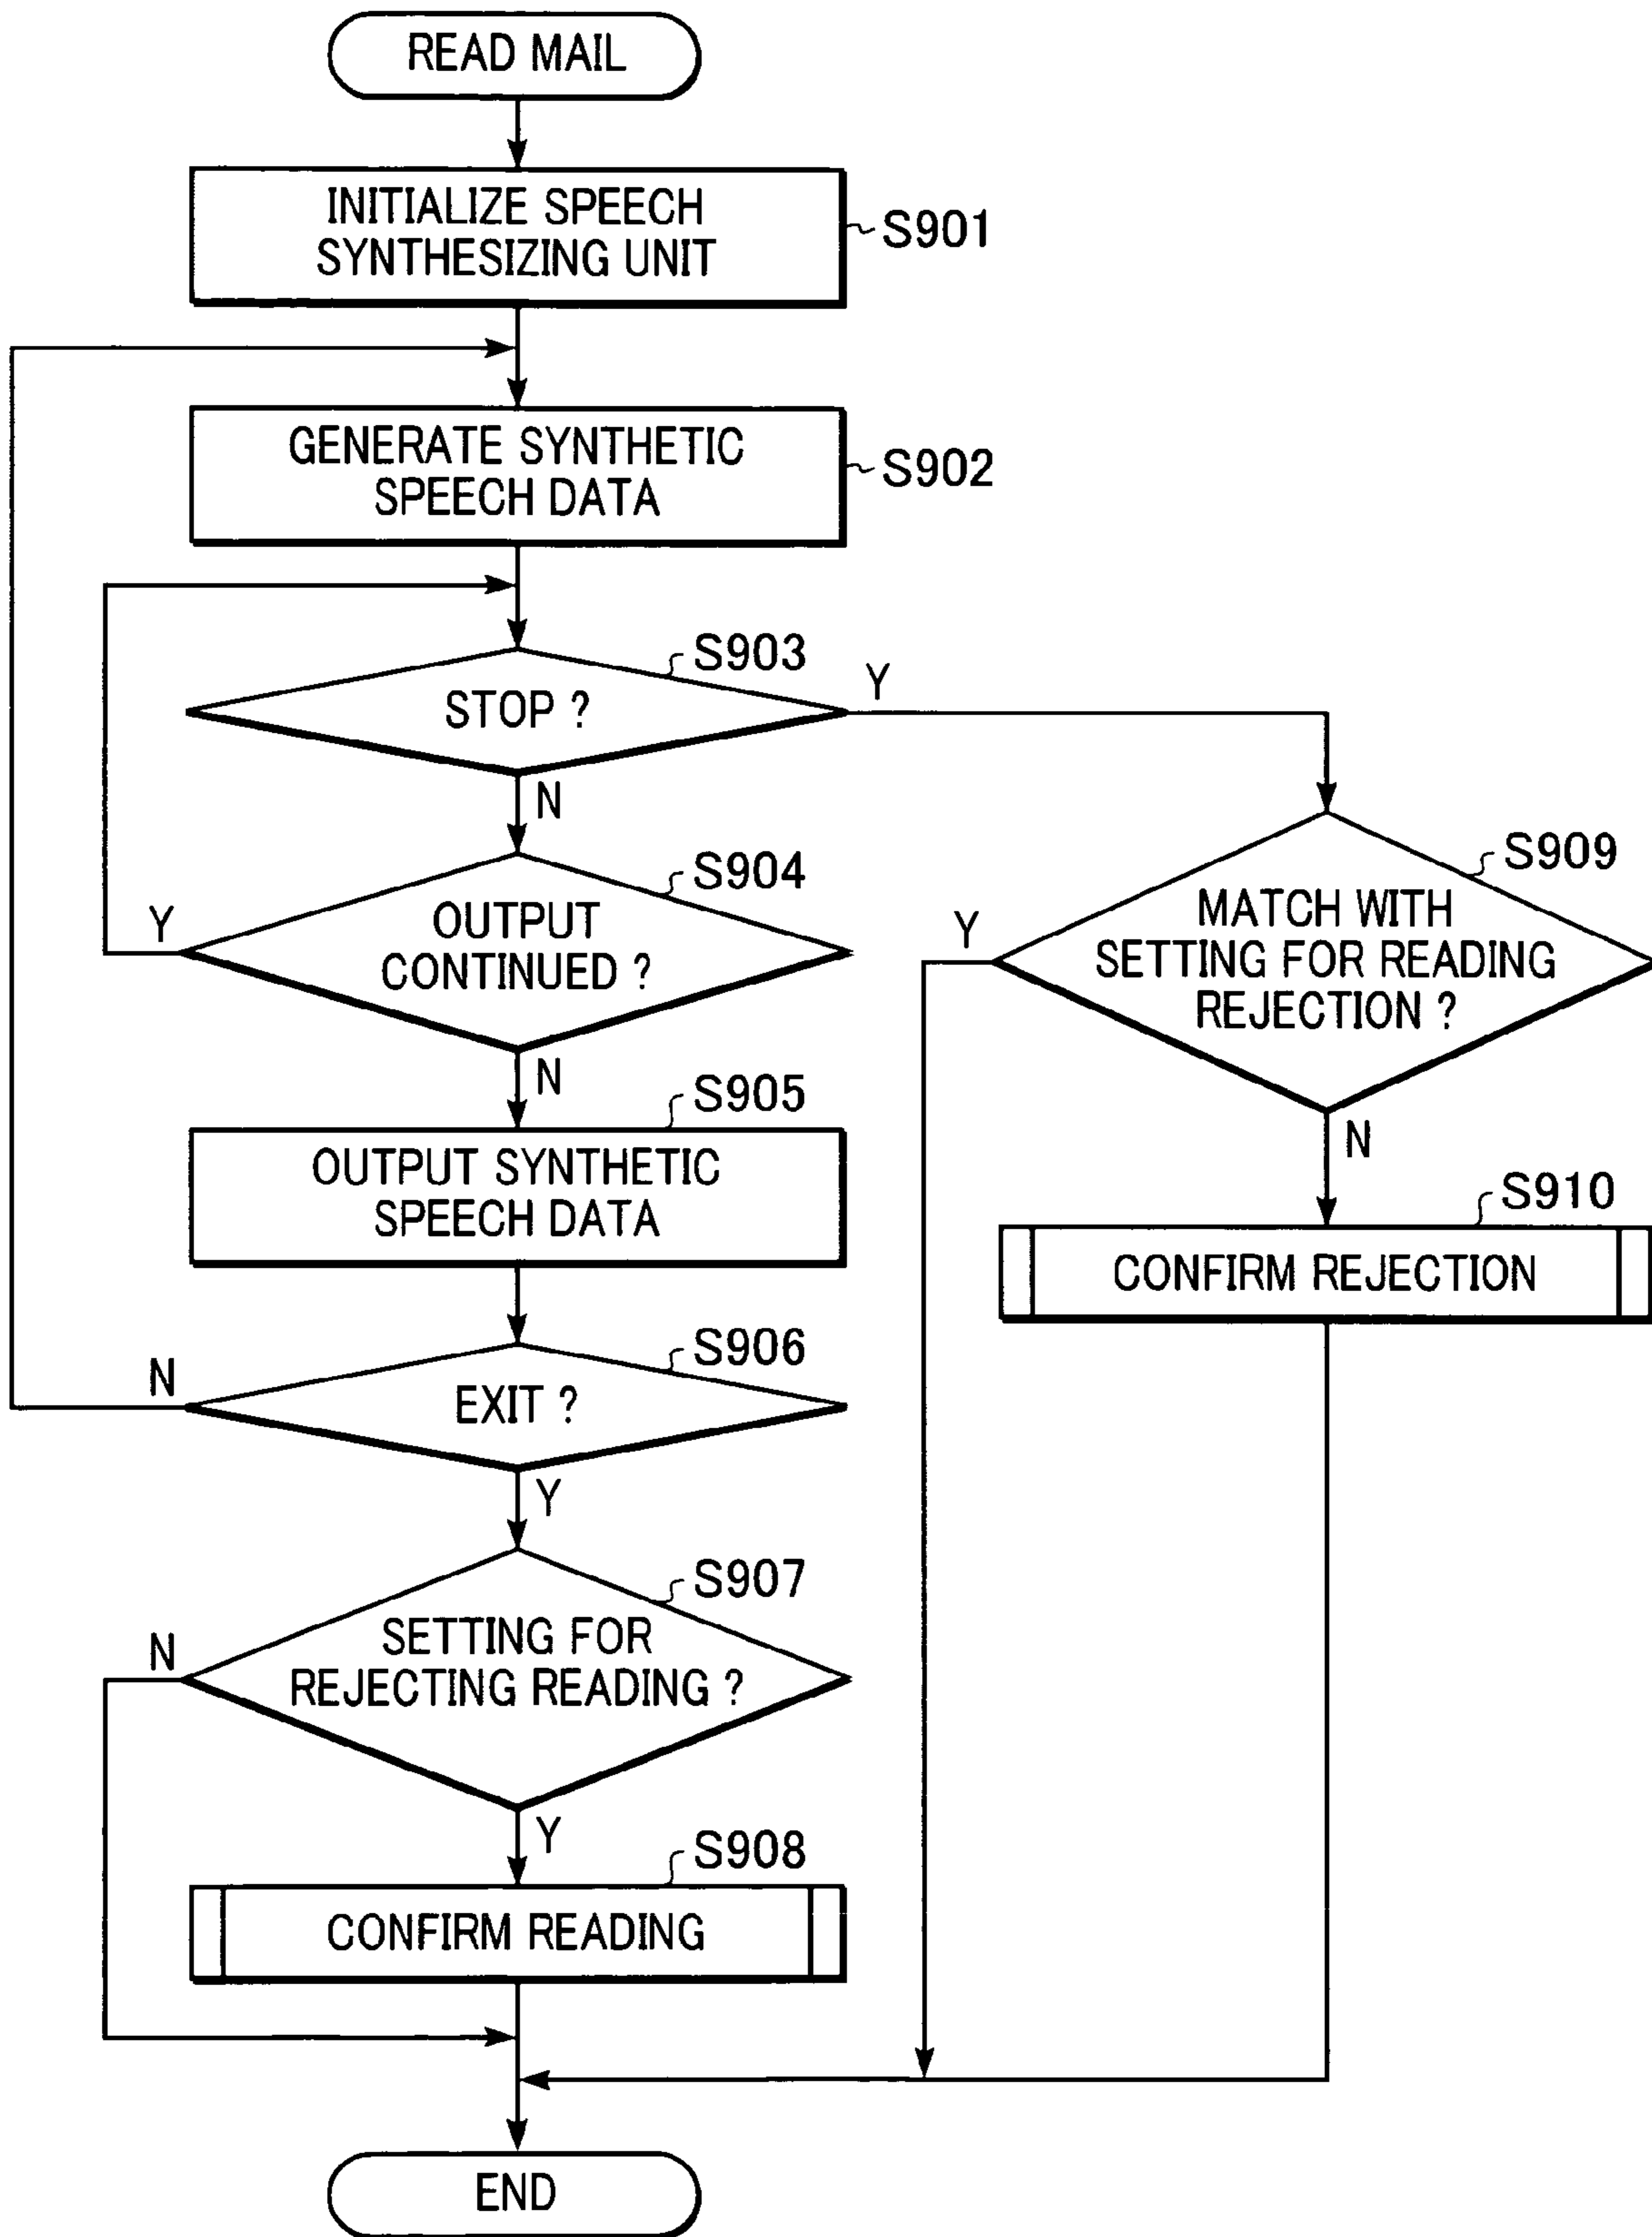 READ MAIL
INITIALIZE SPEECH
SYNTHESIZING UNIT
S901
GENERATE SYNTHETIC
SPEECH DATA
S902
S903
STOP ?
Y
N
S904
OUTPUT
CONTINUED ?
Y
N
S909
MATCH WITH
SETTING FOR READING
REJECTION ?
Y
N
S905
OUTPUT SYNTHETIC
SPEECH DATA
S910
CONFIRM REJECTION
S906
EXIT ?
N
Y
S907
SETTING FOR
REJECTING READING ?
N
Y
S908
CONFIRM READING
END